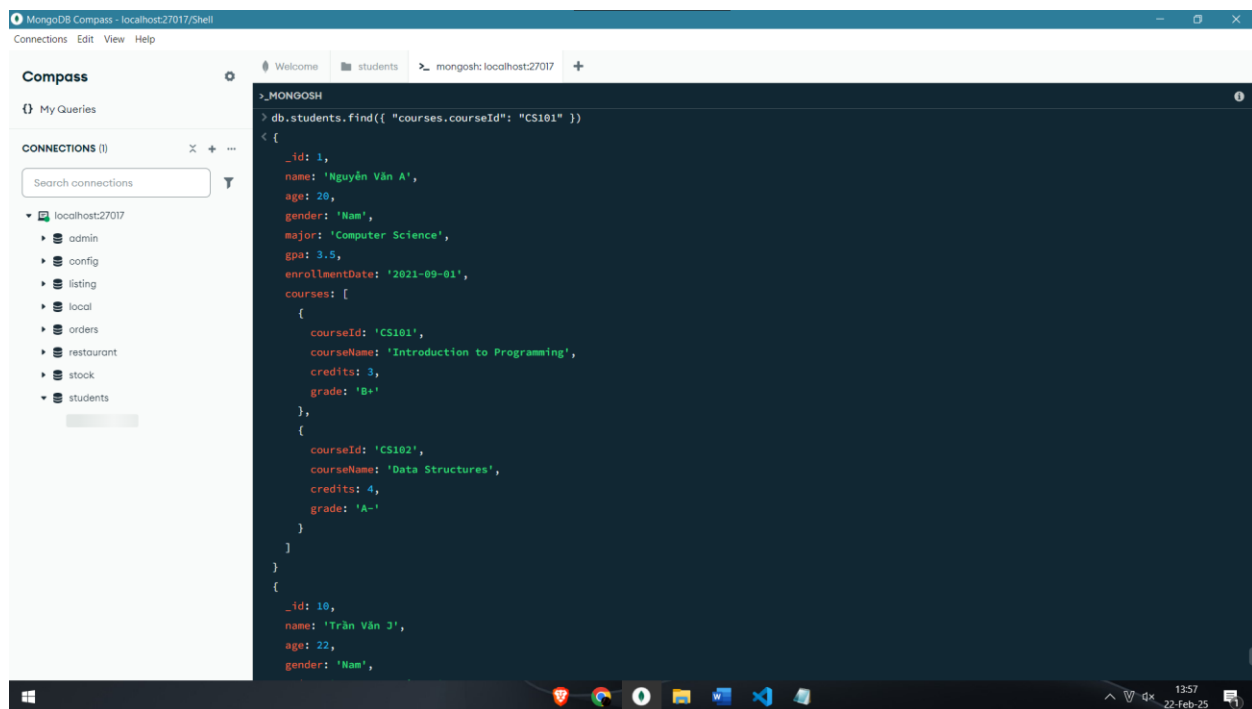 MongoDB Compass - localhost:27017/Shell
Connections Edit View Help
Compass
{} My Queries
CONNECTIONS (1)
Search connections
localhost:27017
admin
config
listing
local
orders
restaurant
stock
students
Welcome
students
>_ mongosh: localhost:27017
>_MONGOSH
> db.students.find({ "courses.courseId": "CS101" })
< {
_id: 1,
name: 'Nguyễn Văn A',
age: 20,
gender: 'Nam',
major: 'Computer Science',
gpa: 3.5,
enrollmentDate: '2021-09-01',
courses: [
{
courseId: 'CS101',
courseName: 'Introduction to Programming',
credits: 3,
grade: 'B+'
},
{
courseId: 'CS102',
courseName: 'Data Structures',
credits: 4,
grade: 'A-'
}
]
}
{
_id: 10,
name: 'Trần Văn J',
age: 22,
gender: 'Nam',
13:57
22-Feb-25